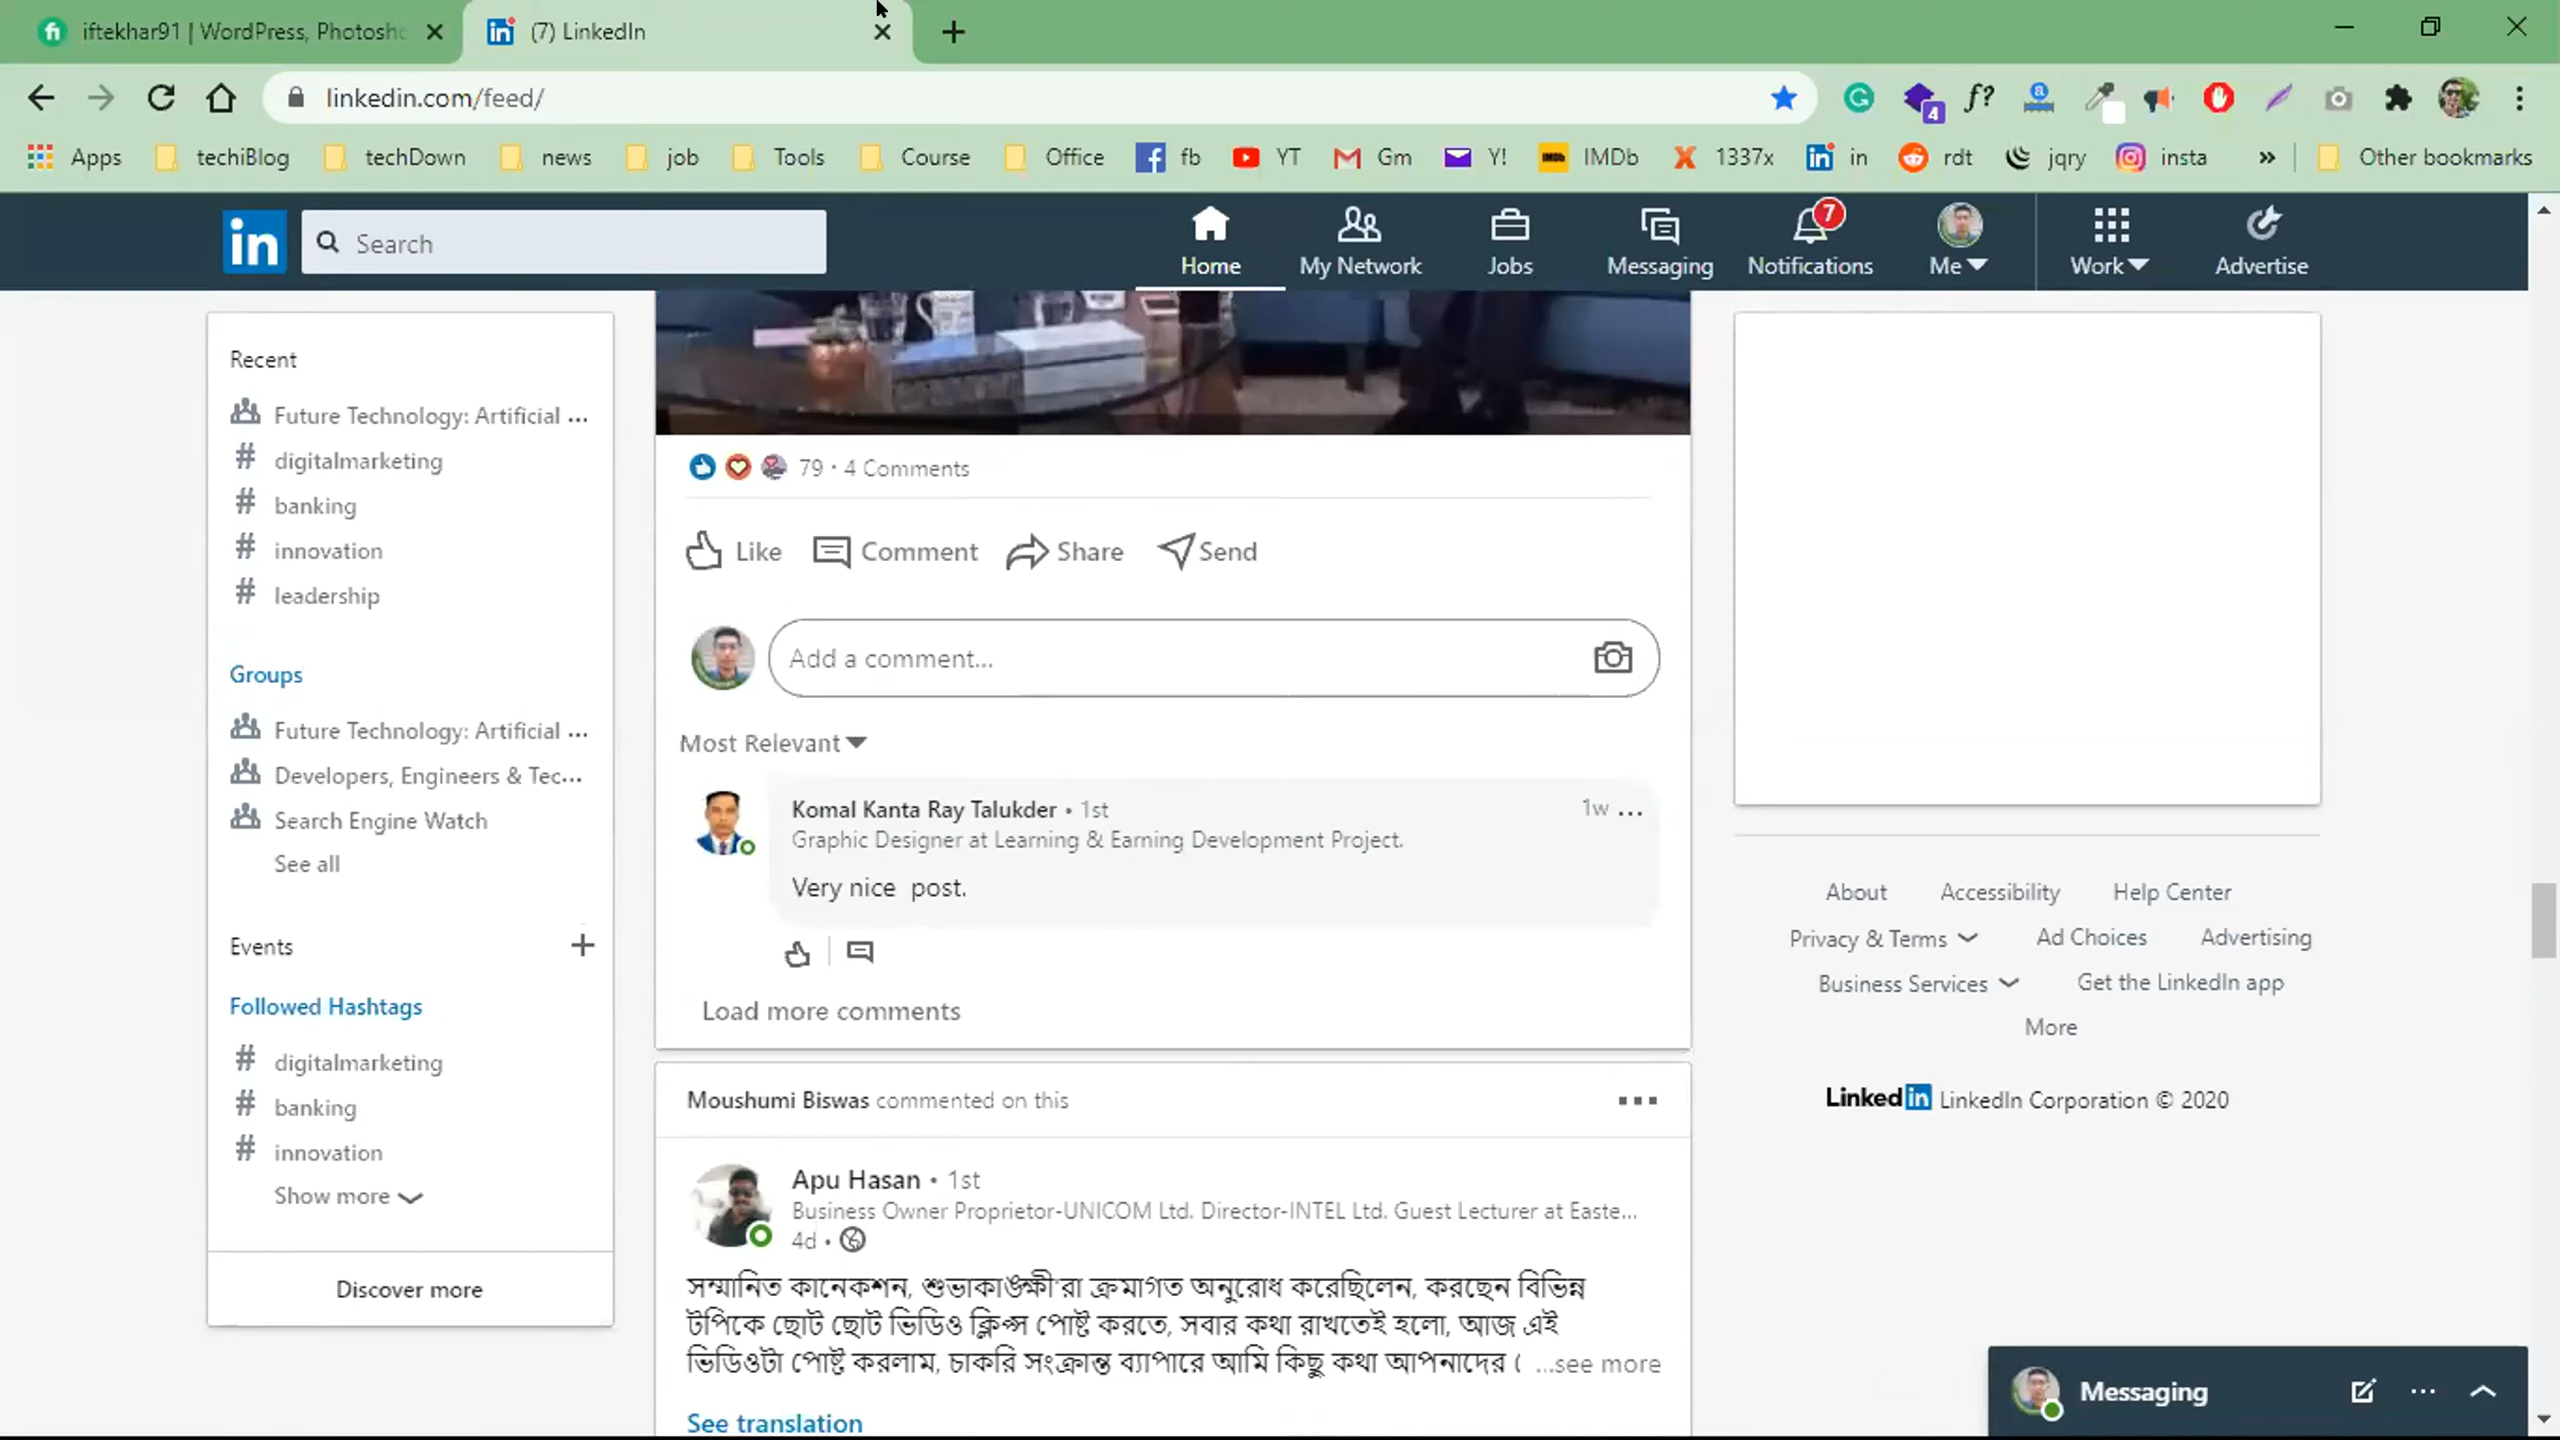 iftekhar91 | WordPress, Photosho
(7) LinkedIn
linkedin.com/feed/
4
Apps
techiBlog
techDown
news
job
Tools
Course
Office
fb
YT
Gm
Y!
IMDb
1337x
in
rdt
jqry
insta
Other bookmarks
in
Search
Home
My Network
Jobs
Messaging
7
Notifications
Me
Work
Advertise
Recent
Future Technology: Artificial ...
# digitalmarketing
# banking
# innovation
# leadership
Groups
Future Technology: Artificial ...
Developers, Engineers & Tec...
Search Engine Watch
See all
Events
Followed Hashtags
# digitalmarketing
# banking
# innovation
Show more
Discover more
79 • 4 Comments
Like Comment Share Send
Add a comment...
Most Relevant
Komal Kanta Ray Talukder • 1st
1w ...
Graphic Designer at Learning & Earning Development Project.
Very nice post.
Load more comments
Moushumi Biswas commented on this
Apu Hasan • 1st
Business Owner Proprietor-UNICOM Ltd. Director-INTEL Ltd. Guest Lecturer at Easte...
4d •
সম্মানিত কানেকশন, শুভাকাঙক্ষী'রা ক্রমাগত অনুরোধ করেছিলেন, করছেন বিভিন্ন
টপিকে ছোট ছোট ভিডিও ক্লিপ্স পোষ্ট করতে, সবার কথা রাখতেই হলো, আজ এই
ভিডিওটা পোষ্ট করলাম, চাকরি সংক্রান্ত ব্যাপারে আমি কিছু কথা আপনাদের ...see more
See translation
About Accessibility Help Center
Privacy & Terms Ad Choices Advertising
Business Services Get the LinkedIn app
More
Linkedin LinkedIn Corporation © 2020
Messaging